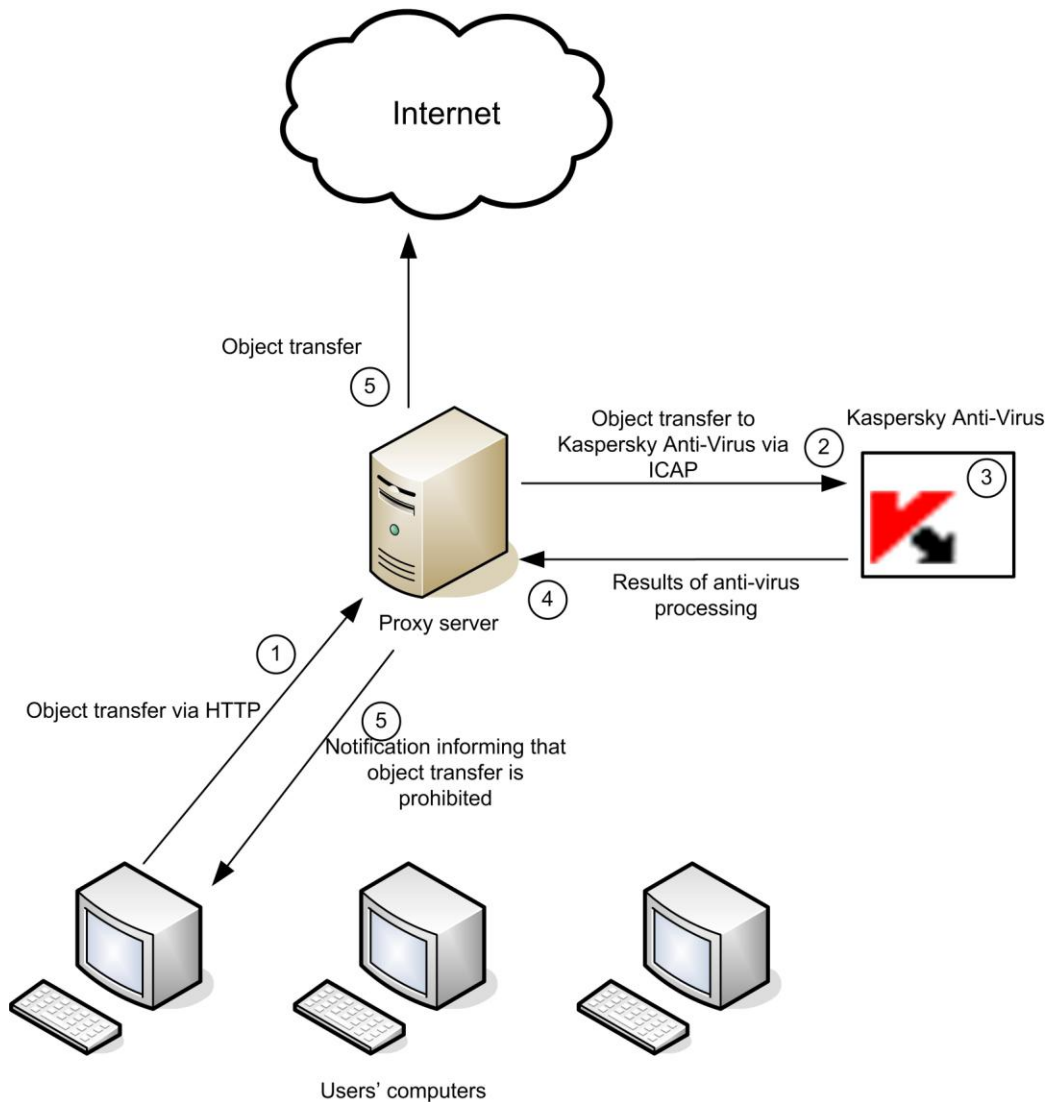 Internet
Object transfer
5
Object transfer to
Kaspersky Anti-Virus via
ICAP
2
Kaspersky Anti-Virus
3
Results of anti-virus
processing
4
Proxy server
1
Object transfer via HTTP
5
Notification informing that
object transfer is
prohibited
Users' computers